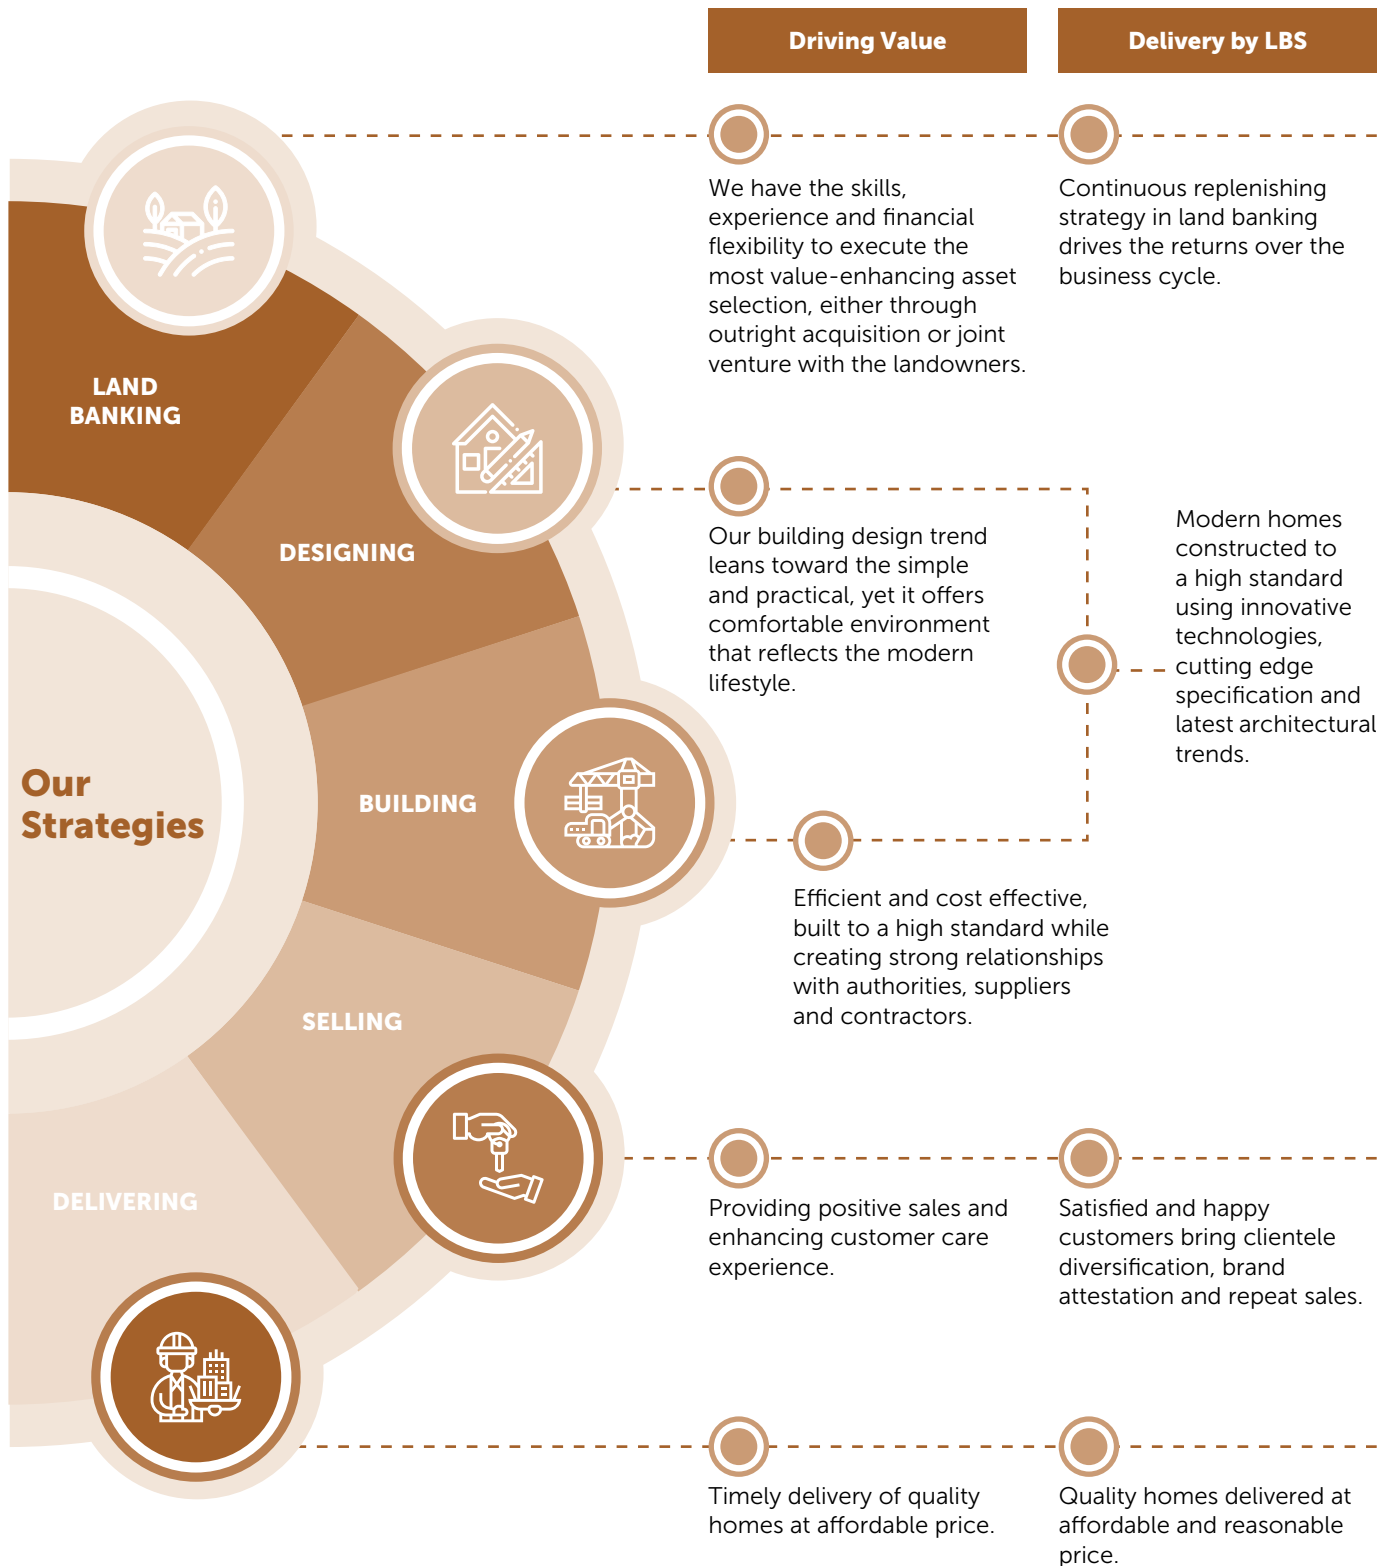 Driving Value
Delivery by LBS
We have the skills,
experience and financial
flexibility to execute the
most value-enhancing asset
selection, either through
outright acquisition or joint
venture with the landowners.
Continuous replenishing
strategy in land banking
drives the returns over the
business cycle.
LAND
BANKING
DESIGNING
Our building design trend
leans toward the simple
and practical, yet it offers
comfortable environment
that reflects the modern
lifestyle.
Modern homes
constructed to
a high standard
using innovative
technologies,
cutting edge
specification and
latest architectural
trends.
Our
Strategies
BUILDING
Efficient and cost effective,
built to a high standard while
creating strong relationships
with authorities, suppliers
and contractors.
SELLING
Providing positive sales and
enhancing customer care
experience.
Satisfied and happy
customers bring clientele
diversification, brand
attestation and repeat sales.
DELIVERING
Timely delivery of quality
homes at affordable price.
Quality homes delivered at
affordable and reasonable
price.